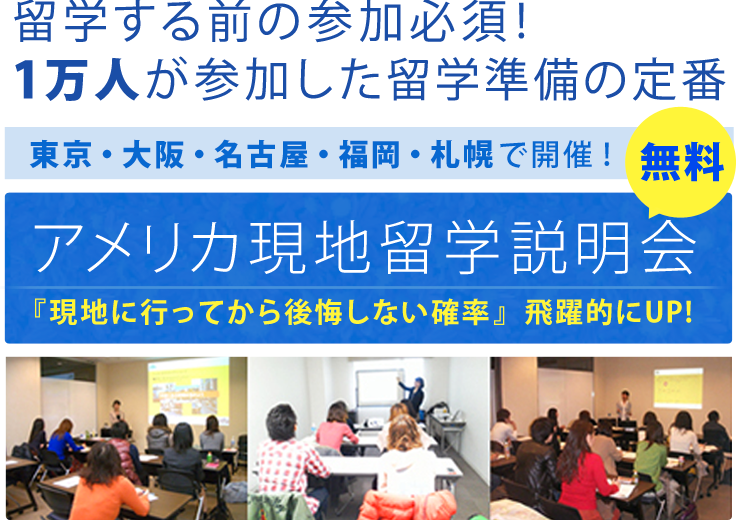 留学する前の参加必須!
1万人が参加した留学準備の定番
東京・大阪・名古屋・福岡・札幌で開催!
無料
アメリカ現地留学説明会
『現地に行ってから後悔しない確率』飛躍的にUP!